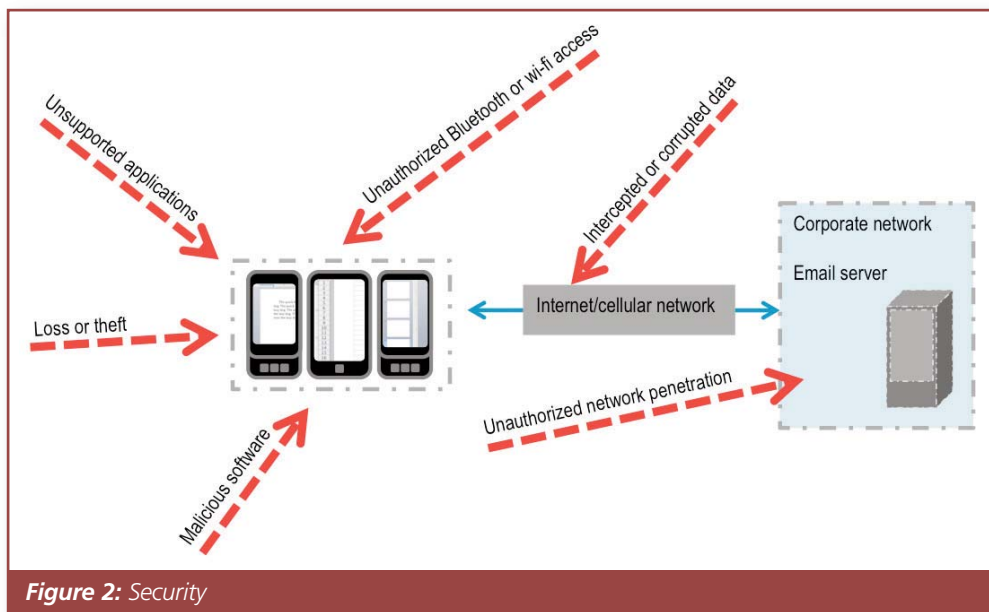 Unsupported applications
Unauthorized Bluetooth or wi-fi access
Intercepted or corrupted data
Corporate network
Email server
Internet/cellular network
Loss or theft
Unauthorized network penetration
Malicious software
Figure 2: Security